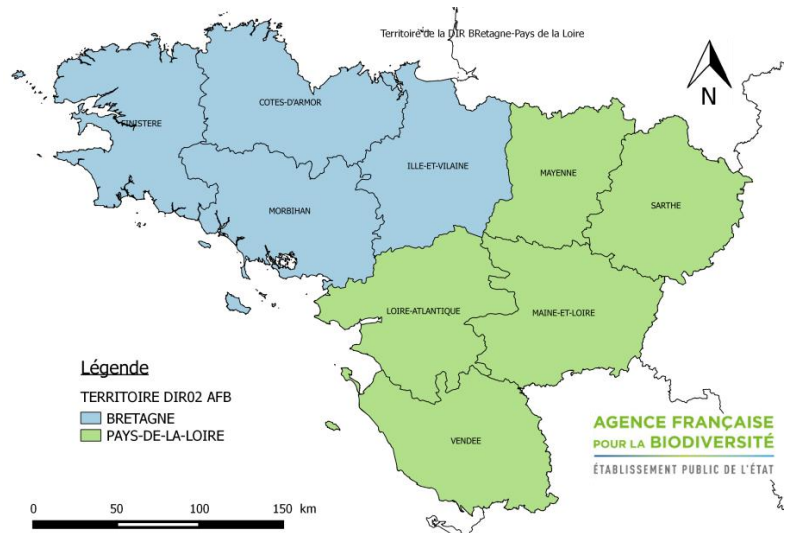 Territoire de la DIR BRetagne-Pays de la Loire
N
COTES-D'ARMOR
FINISTERE
ILLE-ET-VILAINE
MAYENNE
SARTHE
MORBIHAN
LOIRE-ATLANTIQUE
MAINE-ET-LOIRE
VENDEE
Légende
TERRITOIRE DIR02 AFB
BRETAGNE
PAYS-DE-LA-LOIRE
AGENCE FRANÇAISE
POUR LA BIODIVERSITÉ
ÉTABLISSEMENT PUBLIC DE L'ÉTAT
0 50 100 150 km